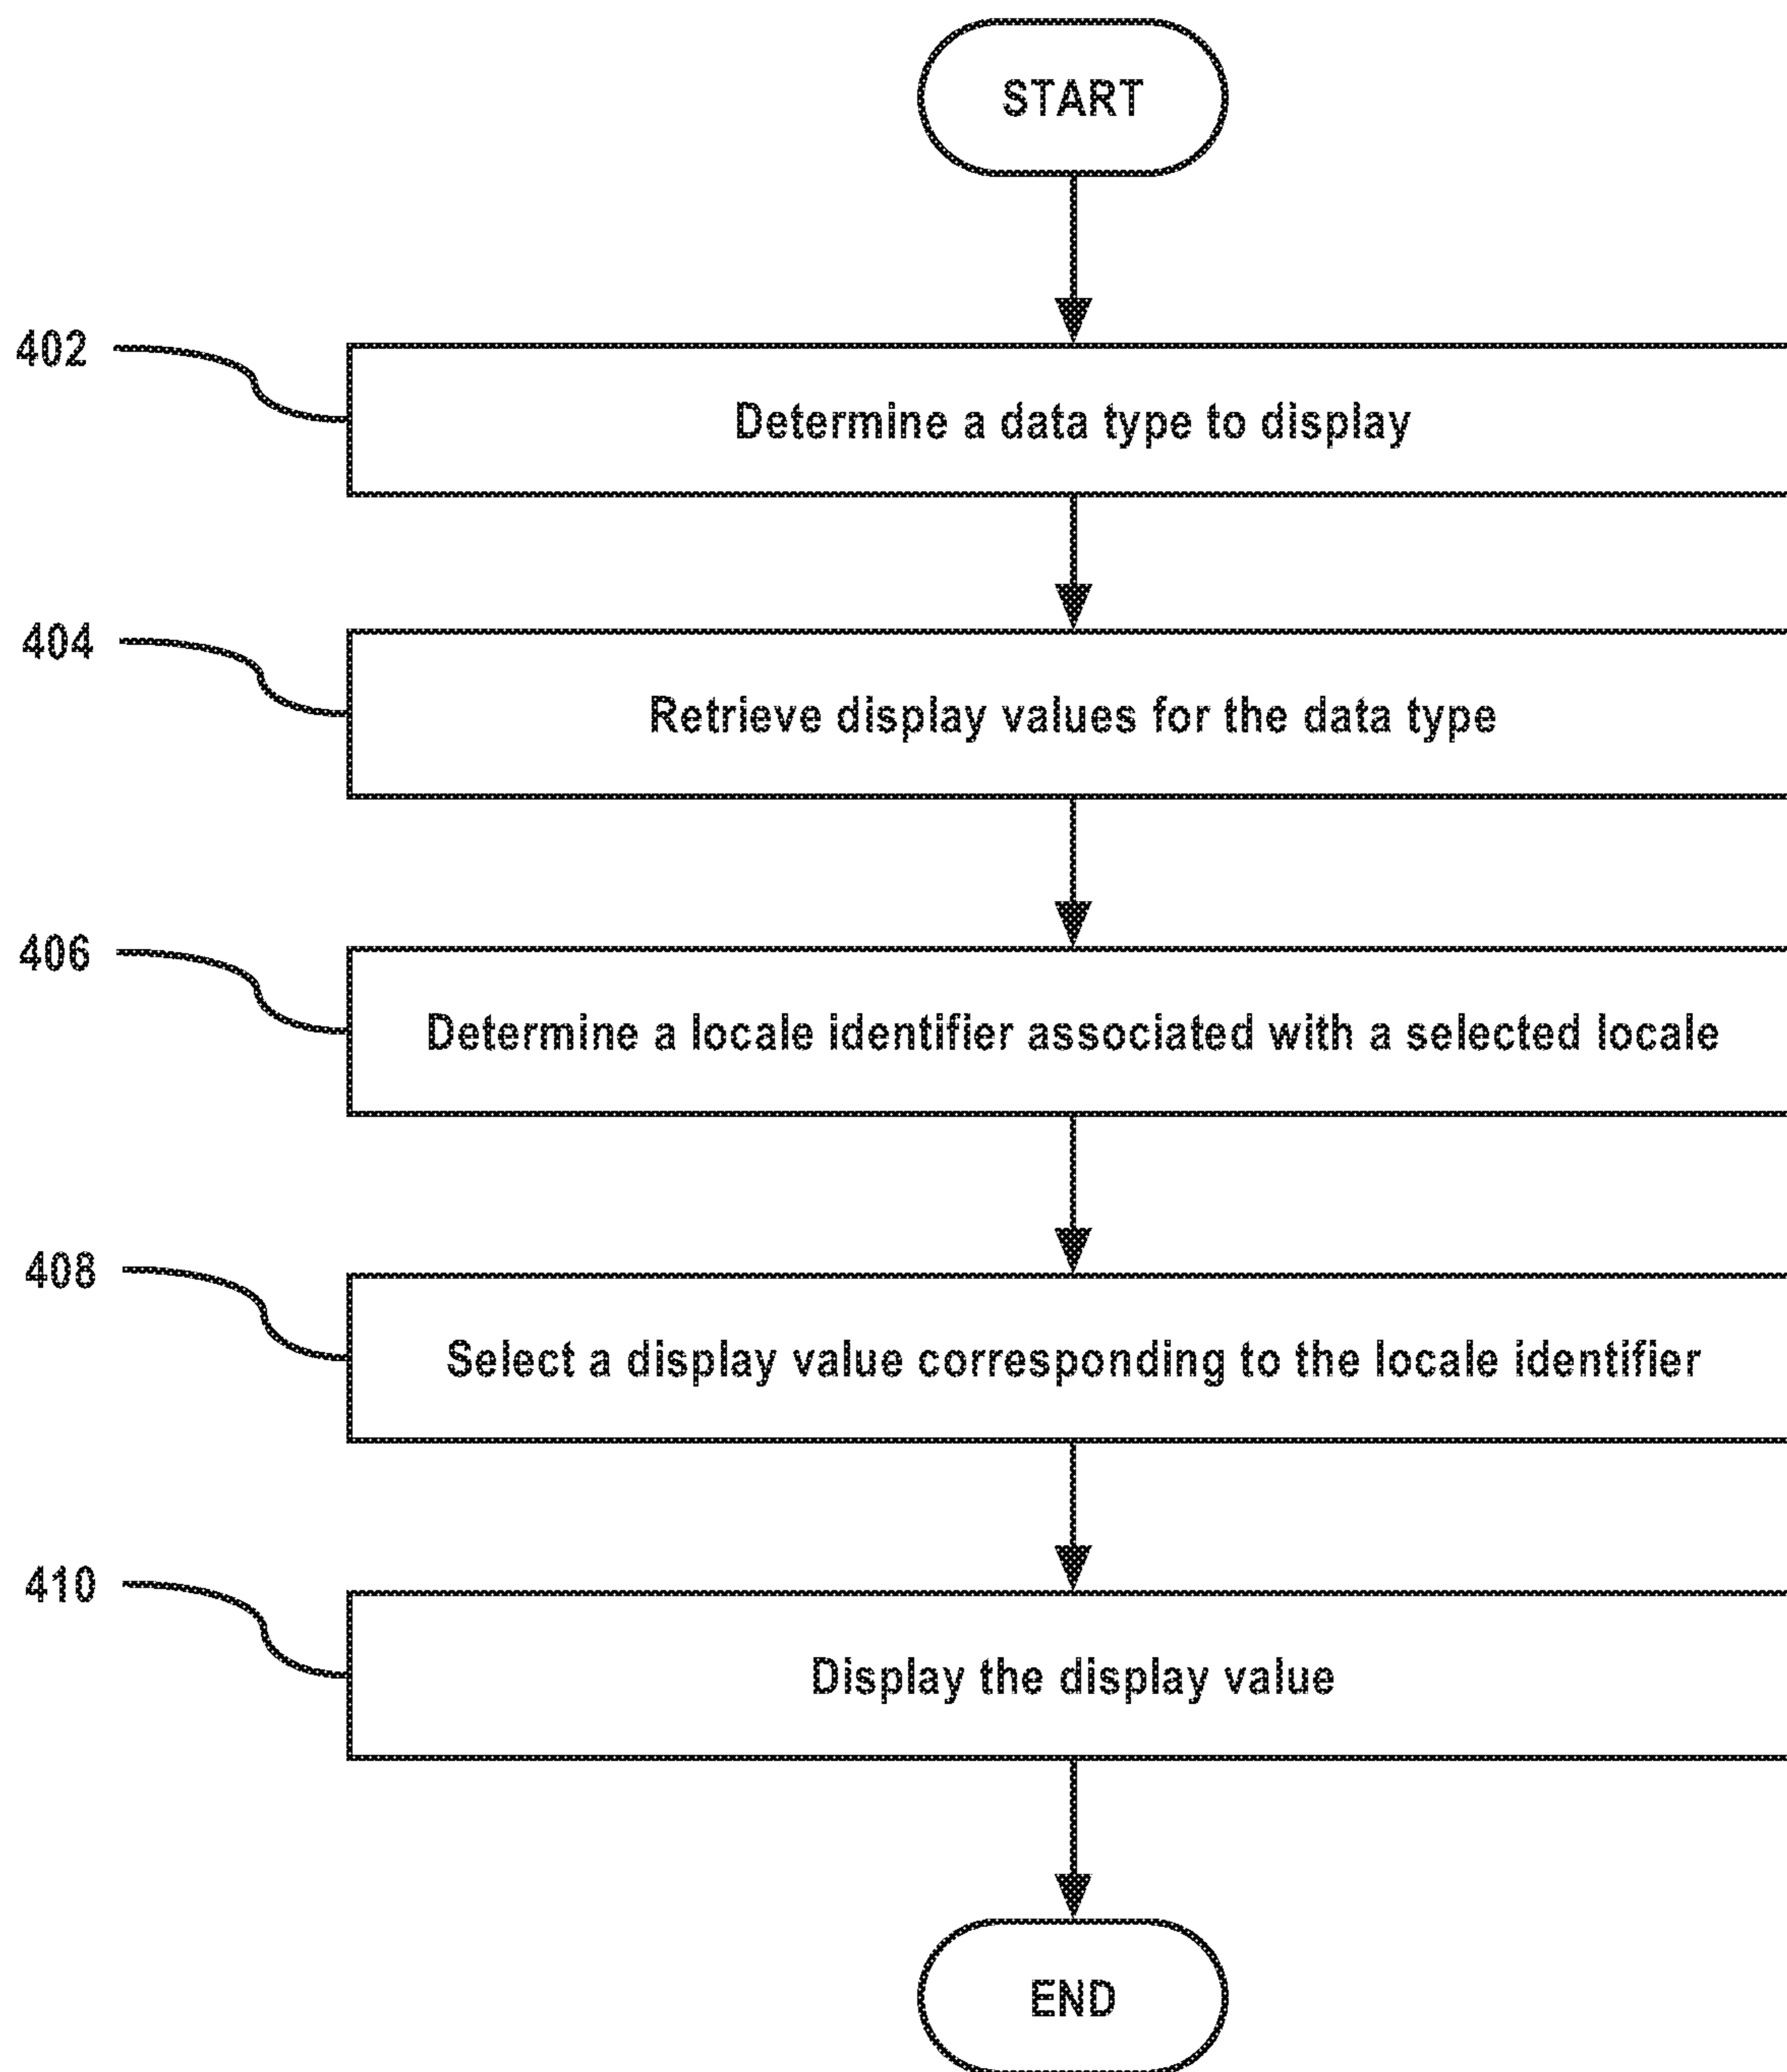 START
402
Determine a data type to display
404
Retrieve display values for the data type
406
Determine a locale identifier associated with a selected locale
408
Select a display value corresponding to the locale identifier
410
Display the display value
END